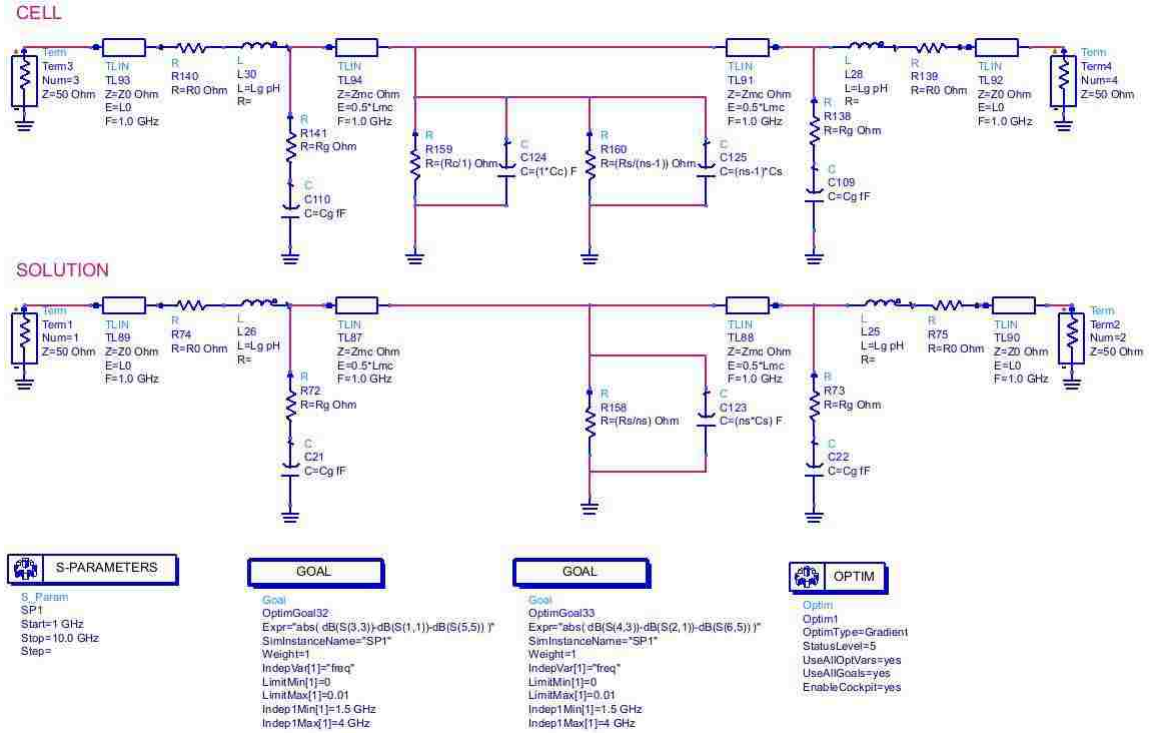 CELL
Term
Term3
Num=3
Z=50 Ohm
TLIN
TL93
Z=Z0 Ohm
E=L0
F=1.0 GHz
R
R140
R=R0 Ohm
L
L30
L=Lg pH
R=
TLIN
TL94
Z=Zmc Ohm
E=0.5*Lmc
F=1.0 GHz
TLIN
TL91
Z=Zmc Ohm
E=0.5*Lmc
F=1.0 GHz
L
L28
L=Lg pH
R=
R
R139
R=R0 Ohm
TLIN
TL92
Z=Z0 Ohm
E=L0
F=1.0 GHz
Term
Term4
Num=4
Z=50 Ohm
R
R141
R=Rg Ohm
C
C110
C=Cg fF
R
R159
R=(Rc/1) Ohm
C
C124
C=(1*Cc) F
R
R160
R=(Rs/(ns-1)) Ohm
C
C125
C=(ns-1)*Cs
R
R138
R=Rg Ohm
C
C109
C=Cg fF
SOLUTION
Term
Term1
Num=1
Z=50 Ohm
TLIN
TL89
Z=Z0 Ohm
E=L0
F=1.0 GHz
R
R74
R=R0 Ohm
L
L26
L=Lg pH
R=
TLIN
TL87
Z=Zmc Ohm
E=0.5*Lmc
F=1.0 GHz
TLIN
TL88
Z=Zmc Ohm
E=0.5*Lmc
F=1.0 GHz
L
L25
L=Lg pH
R=
R
R75
R=R0 Ohm
TLIN
TL90
Z=Z0 Ohm
E=L0
F=1.0 GHz
Term
Term2
Num=2
Z=50 Ohm
R
R72
R=Rg Ohm
C
C21
C=Cg fF
R
R158
R=(Rs/ns) Ohm
C
C123
C=(ns*Cs) F
R
R73
R=Rg Ohm
C
C22
C=Cg fF
S-PARAMETERS
S_Param
SP1
Start=1 GHz
Stop=10.0 GHz
Step=
GOAL
Goal
OptimGoal32
Expr="abs( dB(S(3,3))-dB(S(1,1))-dB(S(5,5)) )"
SimInstanceName="SP1"
Weight=1
IndepVar[1]="freq"
LimitMin[1]=0
LimitMax[1]=0.01
Indep1Min[1]=1.5 GHz
Indep1Max[1]=4 GHz
GOAL
Goal
OptimGoal33
Expr="abs( dB(S(4,3))-dB(S(2,1))-dB(S(6,5)) )"
SimInstanceName="SP1"
Weight=1
IndepVar[1]="freq"
LimitMin[1]=0
LimitMax[1]=0.01
Indep1Min[1]=1.5 GHz
Indep1Max[1]=4 GHz
OPTIM
Optim
Optim1
OptimType=Gradient
StatusLevel=5
UseAllOptVars=yes
UseAllGoals=yes
EnableCockpit=yes